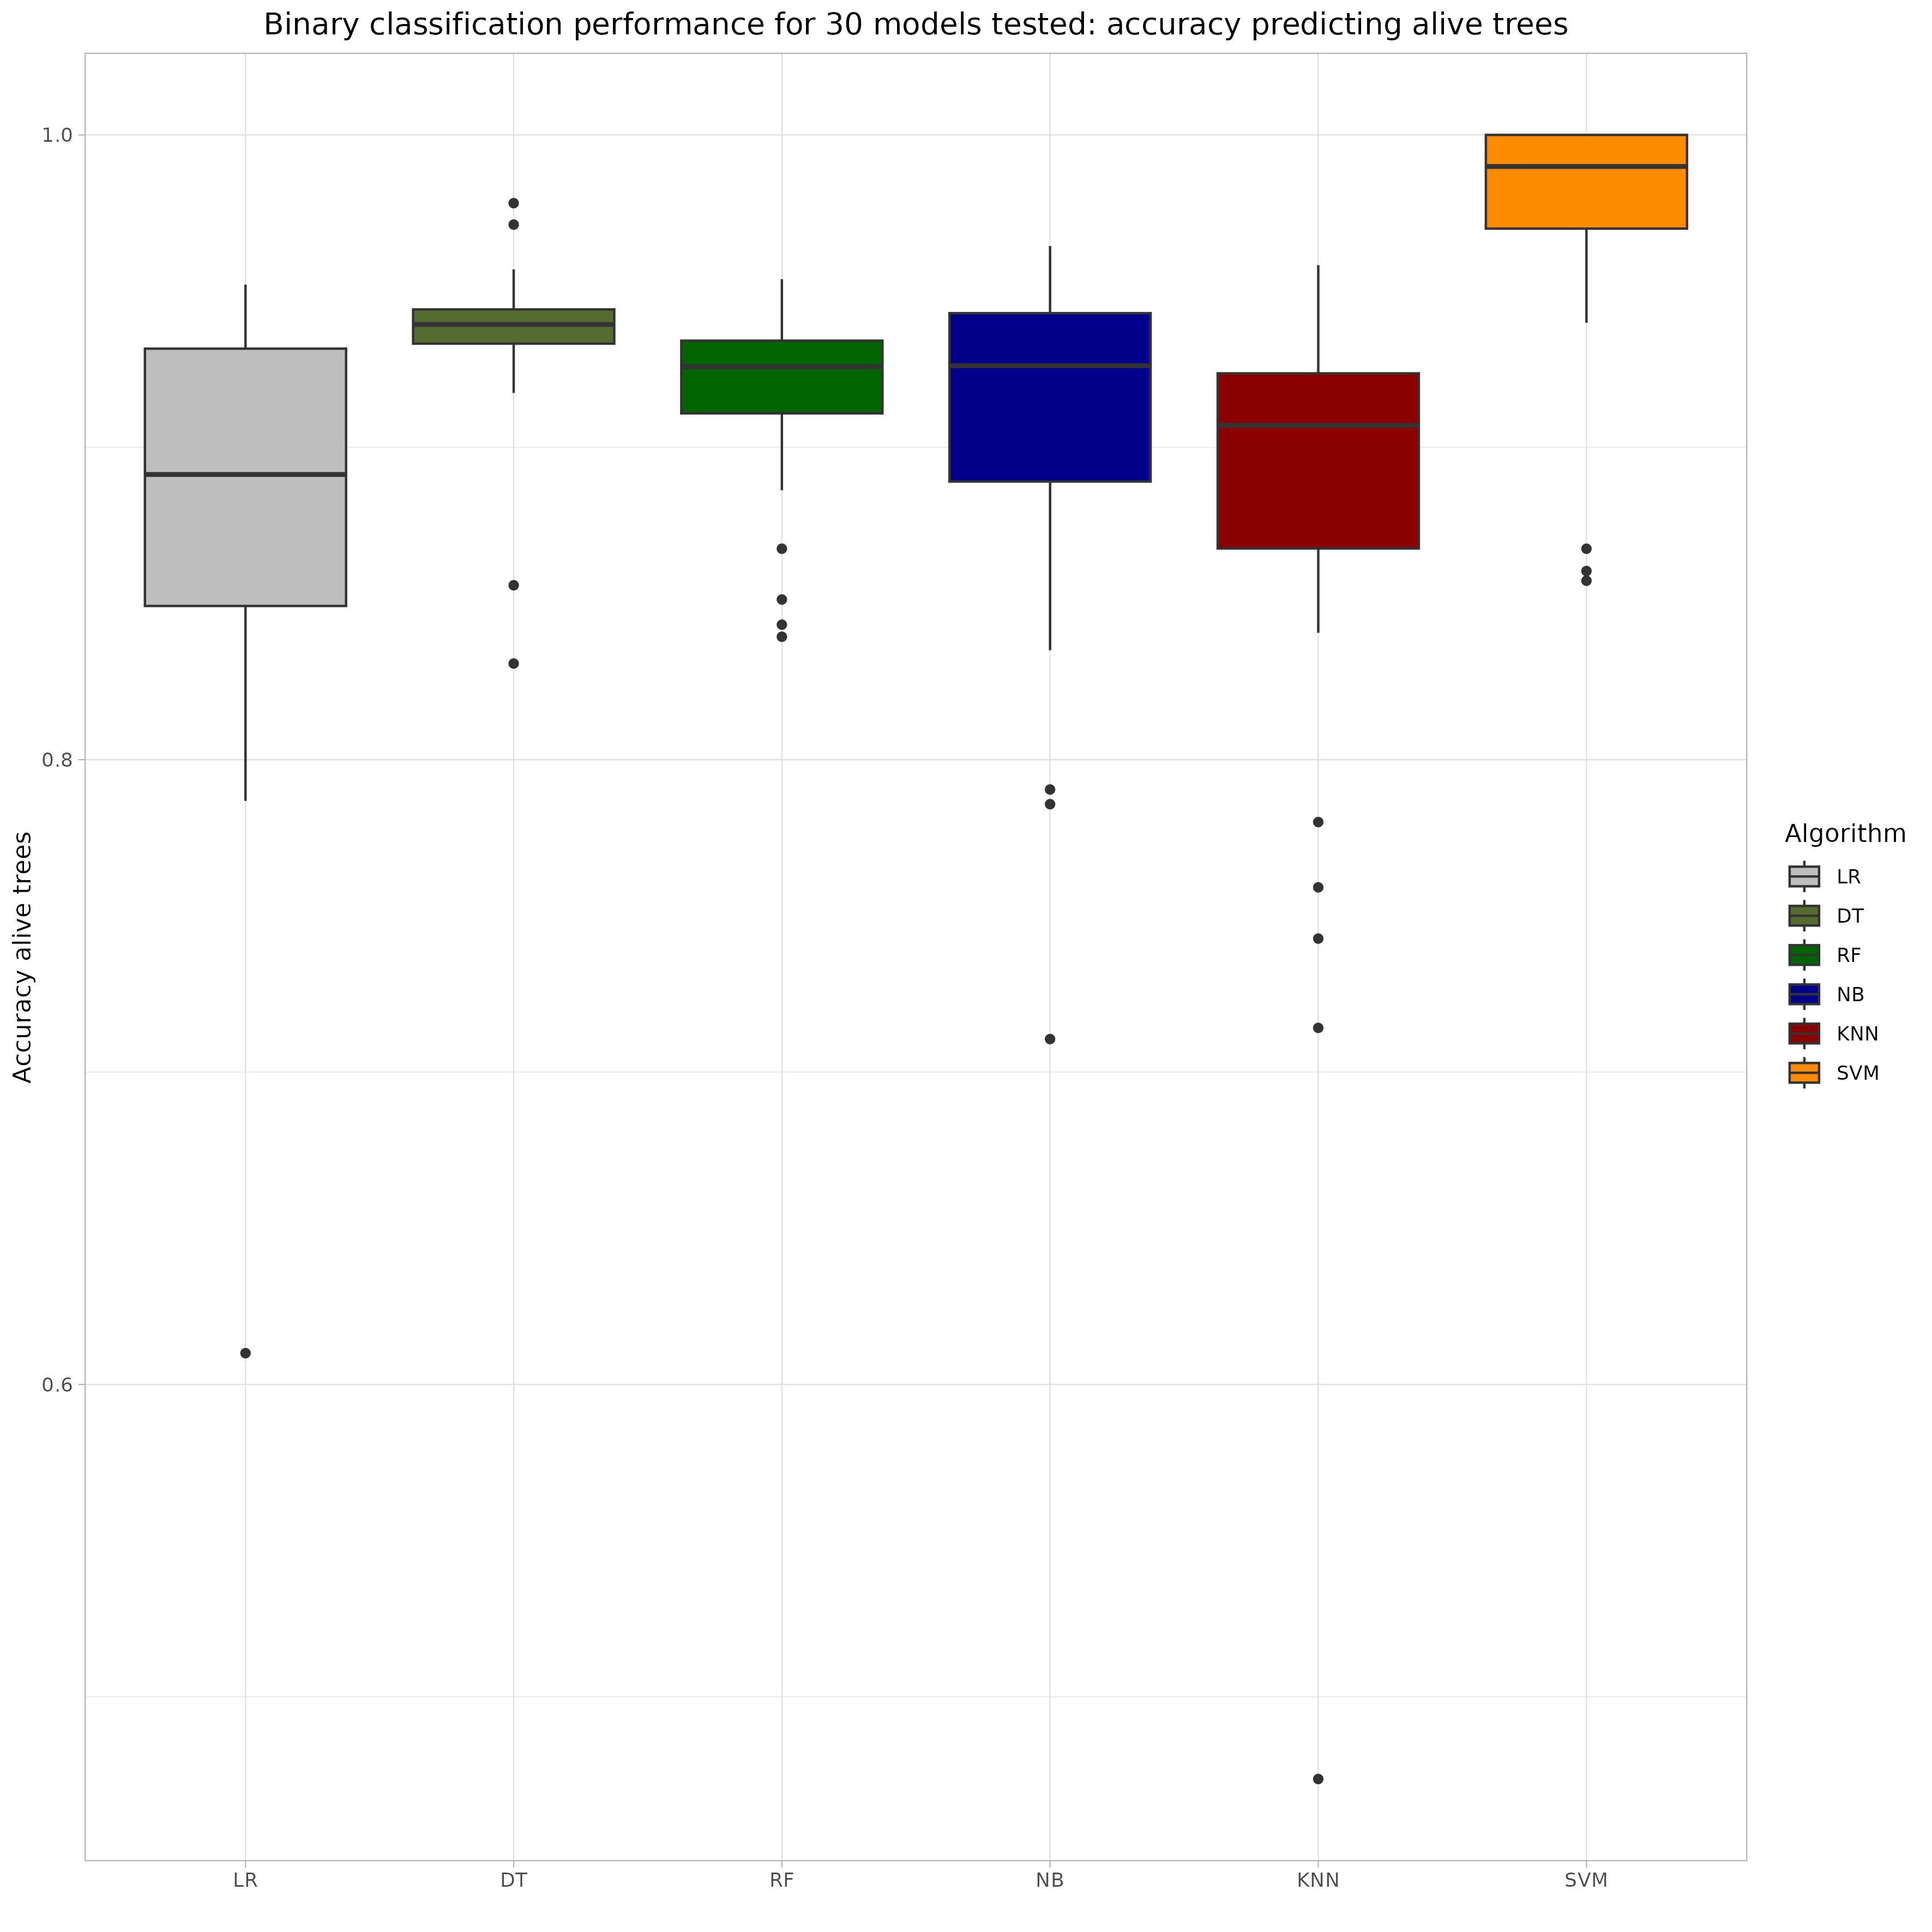 Binary classification performance for 30 models tested: accuracy predicting alive trees
1.0
0.8
0.6
Accuracy alive trees
LR DT RF NB KNN SVM
Algorithm
LR
DT
RF
NB
KNN
SVM